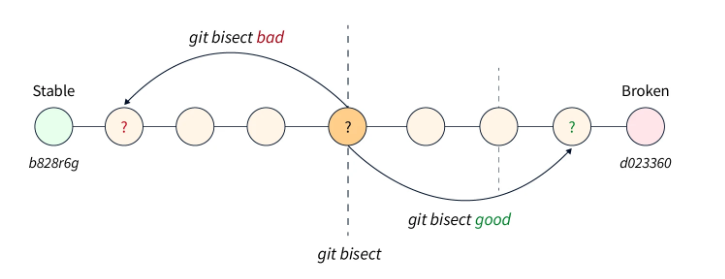 git bisect bad
Stable
Broken
?
?
?
b828r6g
d023360
git bisect good
git bisect